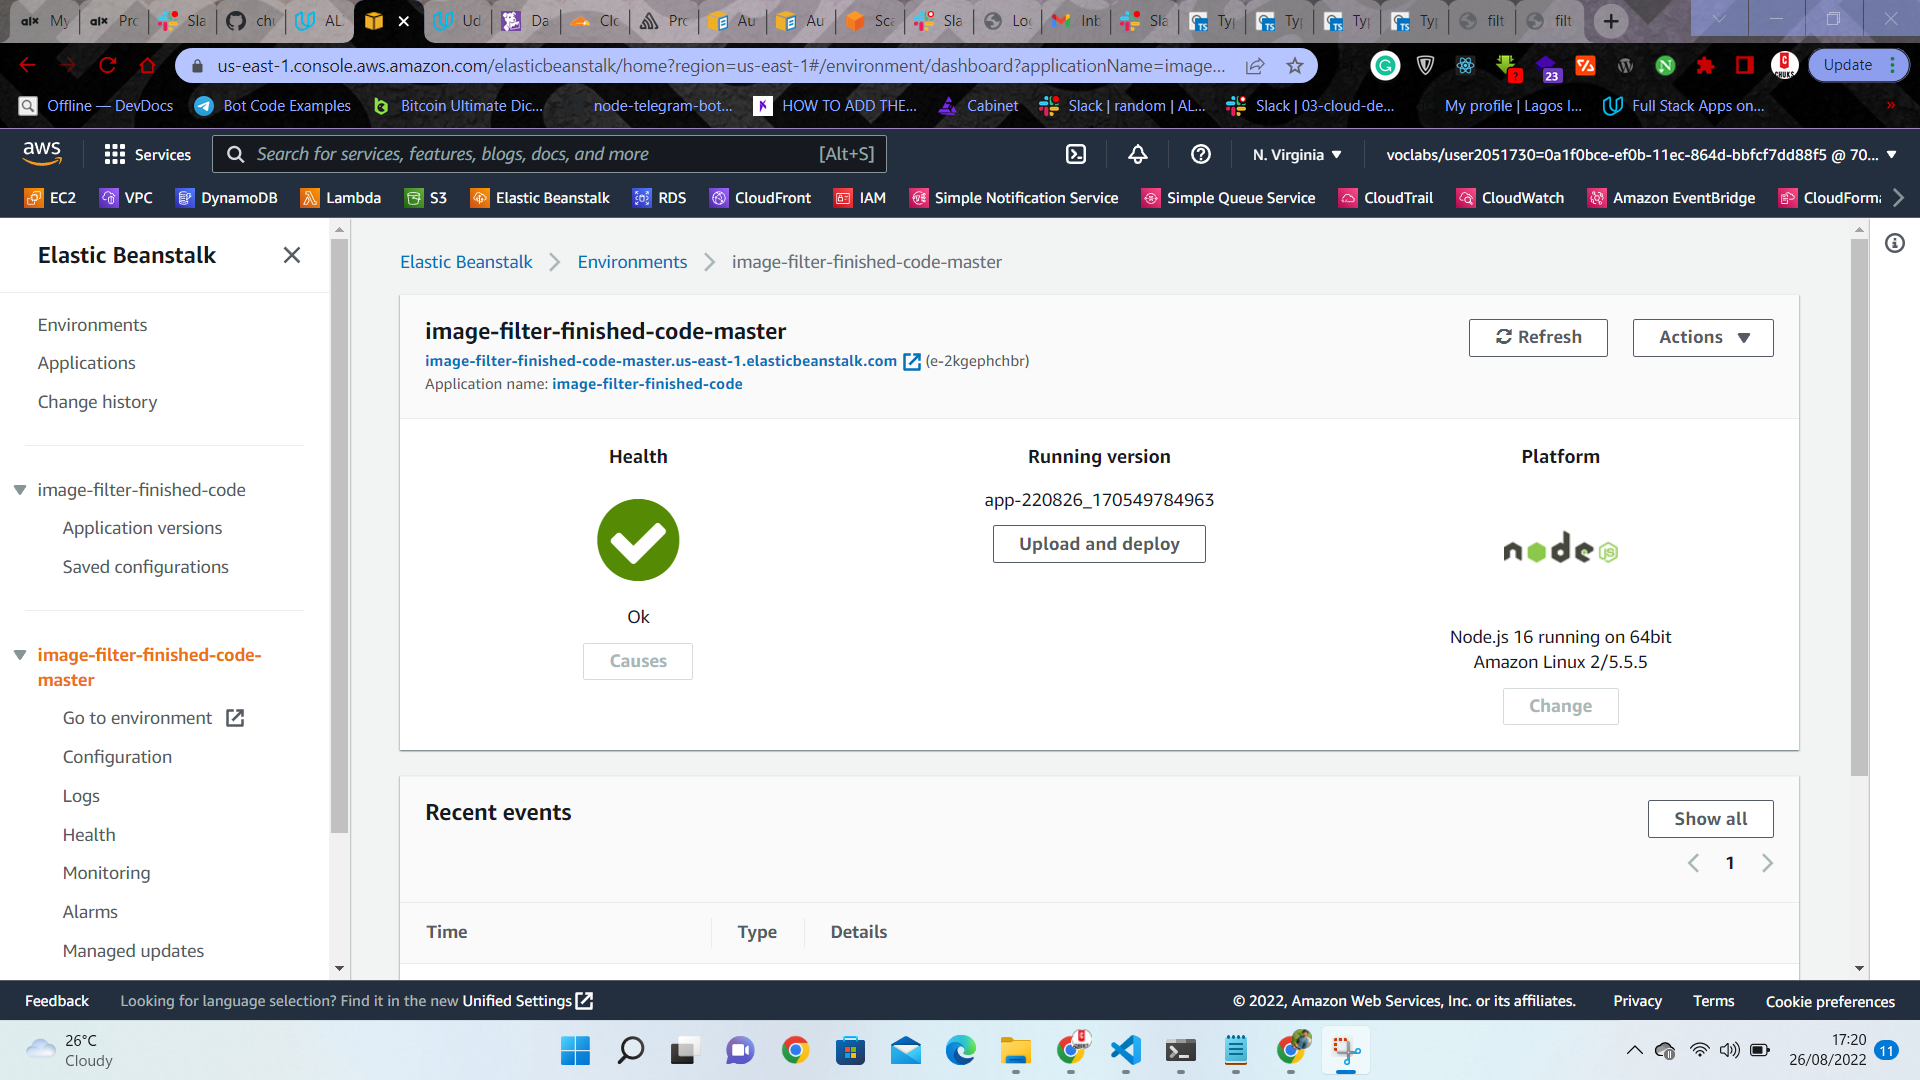 My
Pro
Sla
chu
AL
Ud
Da
Clo
Pro
Au
Au
Sca
Sla
Loc
Inb
Sla
Typ
Typ
Typ
Typ
filt
filt
us-east-1.console.aws.amazon.com/elasticbeanstalk/home?region=us-east-1#/environment/dashboard?applicationName=image...
23
Update
Offline — DevDocs
Bot Code Examples
Bitcoin Ultimate Dic...
node-telegram-bot...
HOW TO ADD THE...
Cabinet
Slack | random | AL...
Slack | 03-cloud-de...
My profile | Lagos I...
Full Stack Apps on...
aws
Services
Search for services, features, blogs, docs, and more
[Alt+S]
N. Virginia
voclabs/user2051730=0a1f0bce-ef0b-11ec-864d-bbfcf7dd88f5 @ 70...
EC2
VPC
DynamoDB
Lambda
S3
Elastic Beanstalk
RDS
CloudFront
IAM
Simple Notification Service
Simple Queue Service
CloudTrail
CloudWatch
Amazon EventBridge
CloudForma
Elastic Beanstalk
Environments
Applications
Change history
image-filter-finished-code
Application versions
Saved configurations
image-filter-finished-code-
master
Go to environment
Configuration
Logs
Health
Monitoring
Alarms
Managed updates
Elastic Beanstalk > Environments > image-filter-finished-code-master
image-filter-finished-code-master
image-filter-finished-code-master.us-east-1.elasticbeanstalk.com (e-2kgephchbr)
Application name: image-filter-finished-code
Refresh
Actions
Health
Ok
Causes
Running version
app-220826_170549784963
Upload and deploy
Platform
node JS
Node.js 16 running on 64bit
Amazon Linux 2/5.5.5
Change
Recent events
Show all
1
Time
Type
Details
Feedback
Looking for language selection? Find it in the new Unified Settings
© 2022, Amazon Web Services, Inc. or its affiliates.
Privacy
Terms
Cookie preferences
26°C
Cloudy
17:20
26/08/2022
11